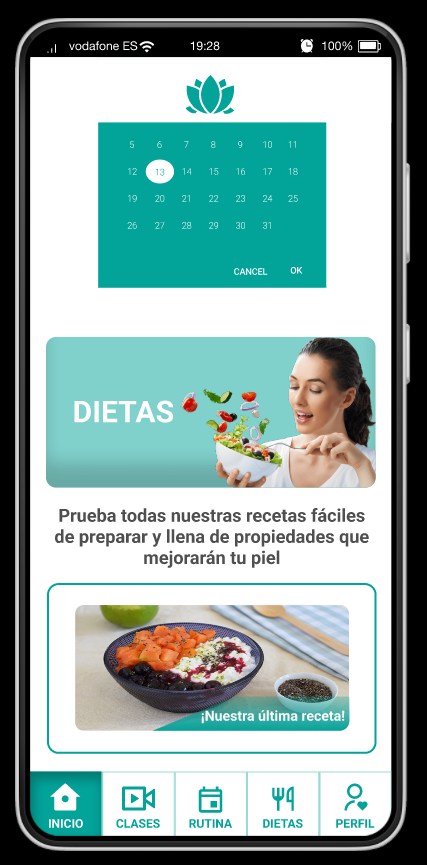 vodafone ES 19:28 100%
5 6 7 8 9 10 11
12 13 14 15 16 17 18
19 20 21 22 23 24 25
26 27 28 29 30 31
CANCEL OK
DIETAS
Prueba todas nuestras recetas fáciles
de preparar y llena de propiedades que
mejorarán tu piel
¡Nuestra última receta!
INICIO CLASES RUTINA DIETAS PERFIL